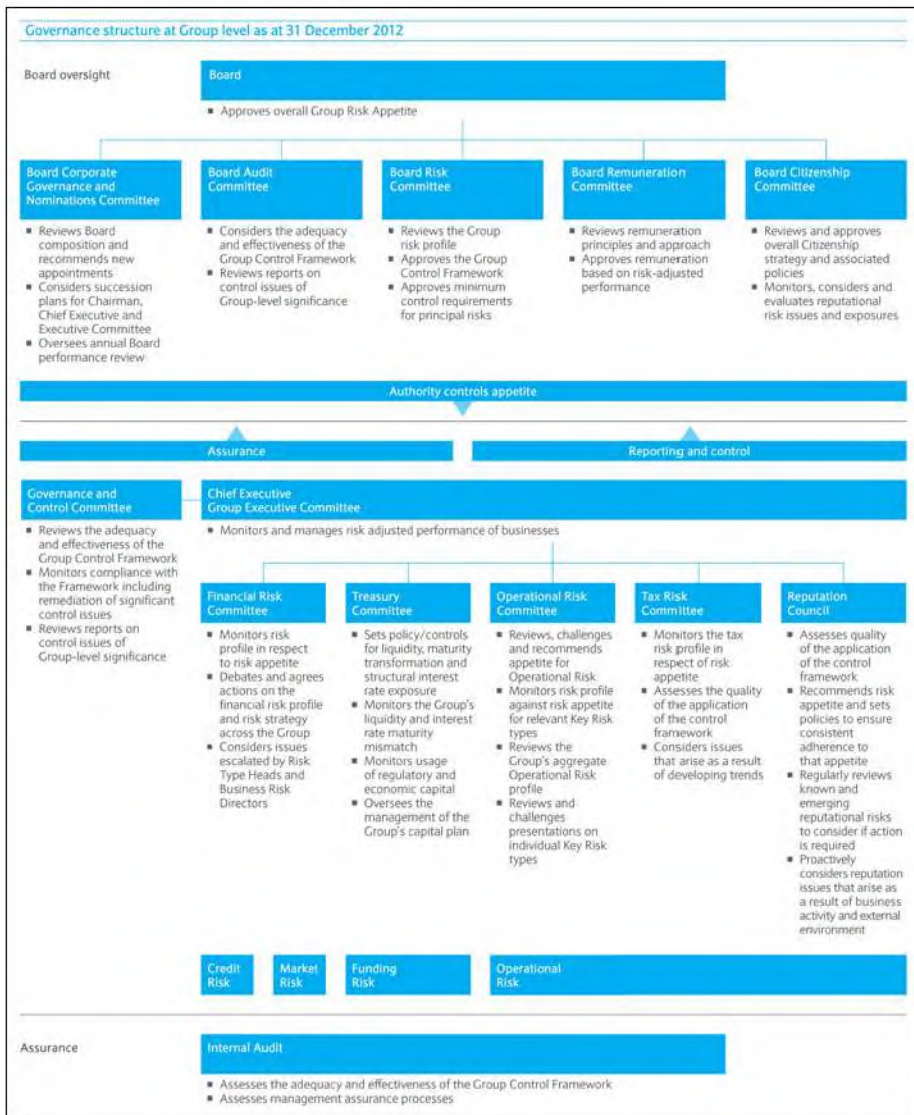 Governance structure at Group level as at 31 December 2012
Board oversight
Board
▪ Approves overall Group Risk Appetite
Board Corporate
Governance and
Nominations Committee
▪ Reviews Board
composition and
recommends new
appointments
▪ Considers succession
plans for Chairman,
Chief Executive and
Executive Committee
▪ Oversees annual Board
performance review
Board Audit
Committee
▪ Considers the adequacy
and effectiveness of the
Group Control Framework
▪ Reviews reports on
control issues of
Group-level significance
Board Risk
Committee
▪ Reviews the Group
risk profile
▪ Approves the Group
Control Framework
▪ Approves minimum
control requirements
for principal risks
Board Remuneration
Committee
▪ Reviews remuneration
principles and approach
▪ Approves remuneration
based on risk-adjusted
performance
Board Citizenship
Committee
▪ Reviews and approves
overall Citizenship
strategy and associated
policies
▪ Monitors, considers and
evaluates reputational
risk issues and exposures
Authority controls appetite
Assurance
Reporting and control
Governance and
Control Committee
▪ Reviews the adequacy
and effectiveness of the
Group Control Framework
▪ Monitors compliance with
the Framework including
remediation of significant
control issues
▪ Reviews reports on
control issues of
Group-level significance
Chief Executive
Group Executive Committee
▪ Monitors and manages risk adjusted performance of businesses
Financial Risk
Committee
▪ Monitors risk
profile in respect
to risk appetite
▪ Debates and agrees
actions on the
financial risk profile
and risk strategy
across the Group
▪ Considers issues
escalated by Risk
Type Heads and
Business Risk
Directors
Treasury
Committee
▪ Sets policy/controls
for liquidity, maturity
transformation and
structural interest
rate exposure
▪ Monitors the Group's
liquidity and interest
rate maturity
mismatch
▪ Monitors usage
of regulatory and
economic capital
▪ Oversees the
management of the
Group's capital plan
Operational Risk
Committee
▪ Reviews, challenges
and recommends
appetite for
Operational Risk
▪ Monitors risk profile
against risk appetite
for relevant Key Risk
types
▪ Reviews the
Group's aggregate
Operational Risk
profile
▪ Reviews and
challenges
presentations on
individual Key Risk
types
Tax Risk
Committee
▪ Monitors the tax
risk profile in
respect of risk
appetite
▪ Assesses the quality
of the application
of the control
framework
▪ Considers issues
that arise as a result
of developing trends
Reputation
Council
▪ Assesses quality
of the application
of the control
framework
▪ Recommends risk
appetite and sets
policies to ensure
consistent
adherence to
that appetite
▪ Regularly reviews
known and
emerging
reputational risks
to consider if action
is required
▪ Proactively
considers reputation
issues that arise as
a result of business
activity and external
environment
Credit
Risk
Market
Risk
Funding
Risk
Operational
Risk
Assurance
Internal Audit
▪ Assesses the adequacy and effectiveness of the Group Control Framework
▪ Assesses management assurance processes